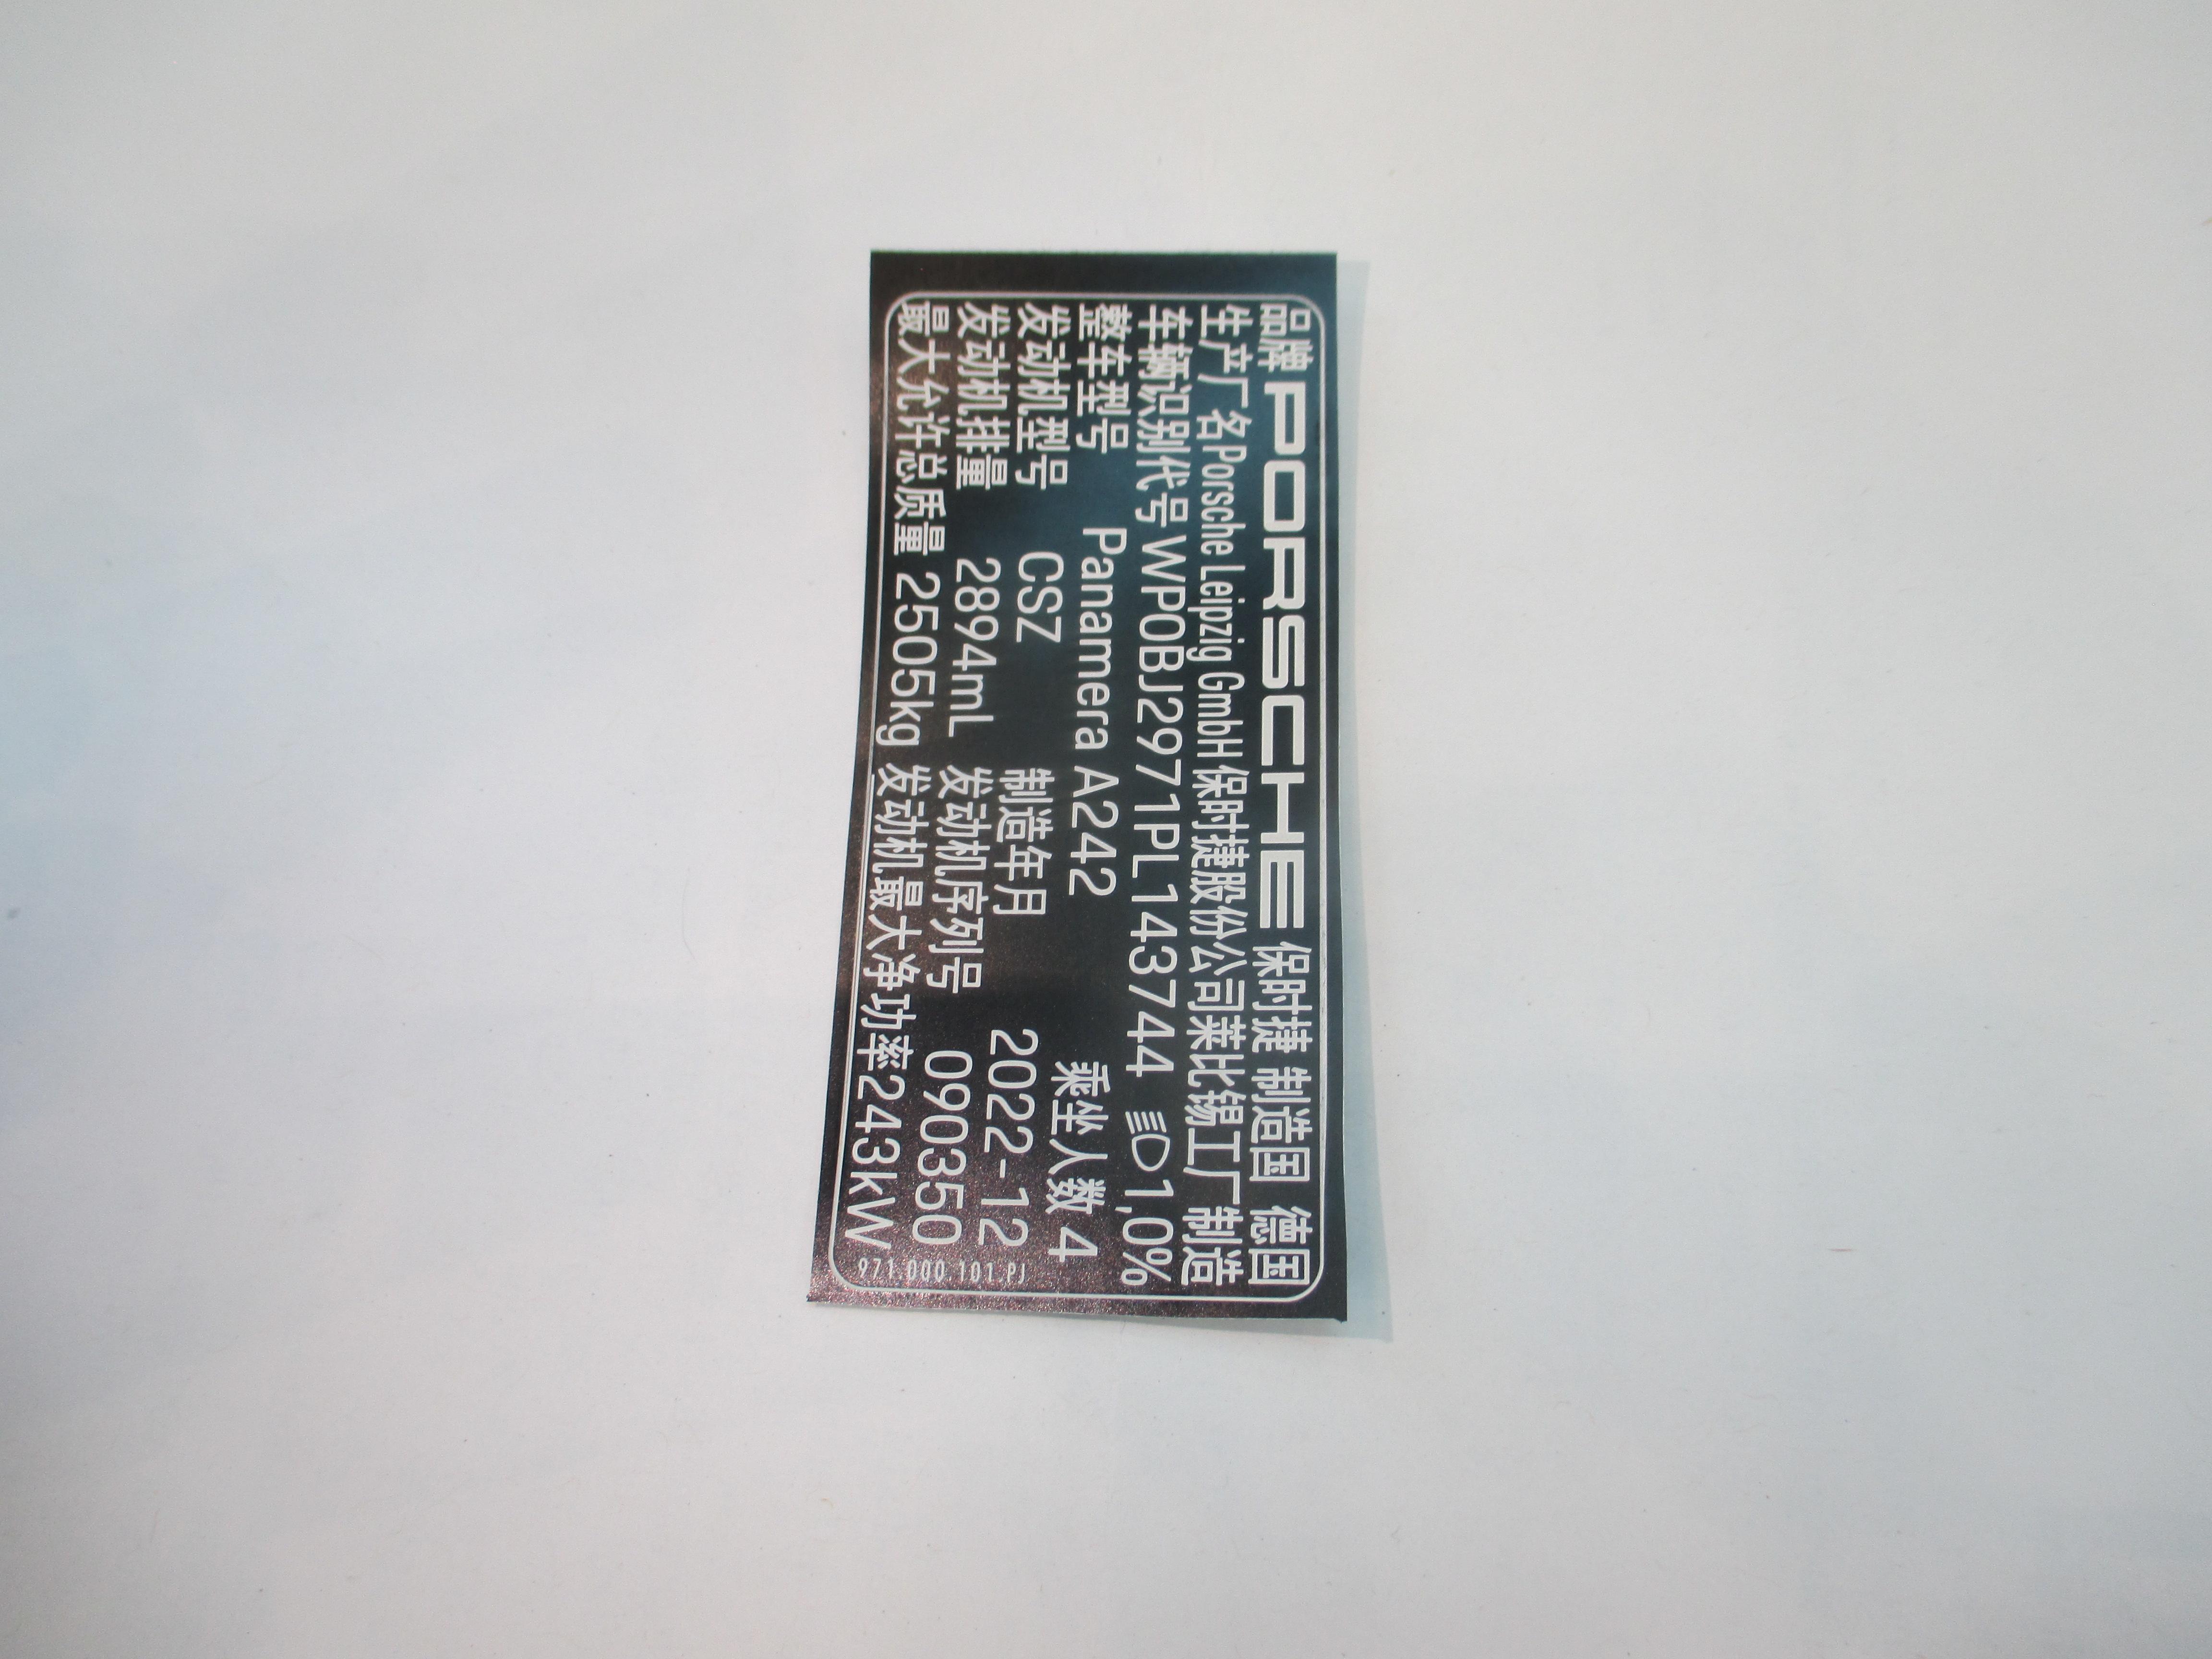 品牌 PORSCHE 保时捷 制造国 德国
生产厂名 Porsche Leipzig GmbH 保时捷股份公司莱比锡工厂制造
车辆识别代号 WP0BJ2971PL143744 1,0%
整车型号 Panamera A242 乘坐人数 4
发动机型号 CSZ 制造年月 2022-12
发动机排量 2894mL 发动机序列号 090350
最大允许总质量 2505kg 发动机最大净功率243kW
971.000.101.PJ